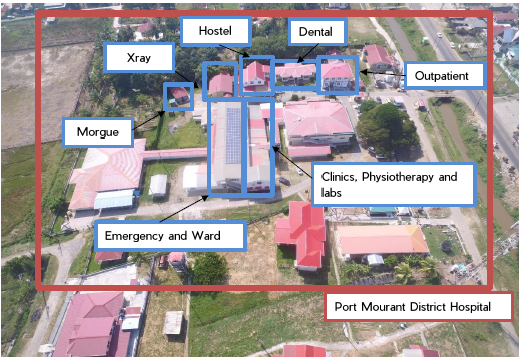 Hostel
Dental
Xray
Outpatient
Morgue
Clinics, Physiotherapy and
labs
Emergency and Ward
Port Mourant District Hospital